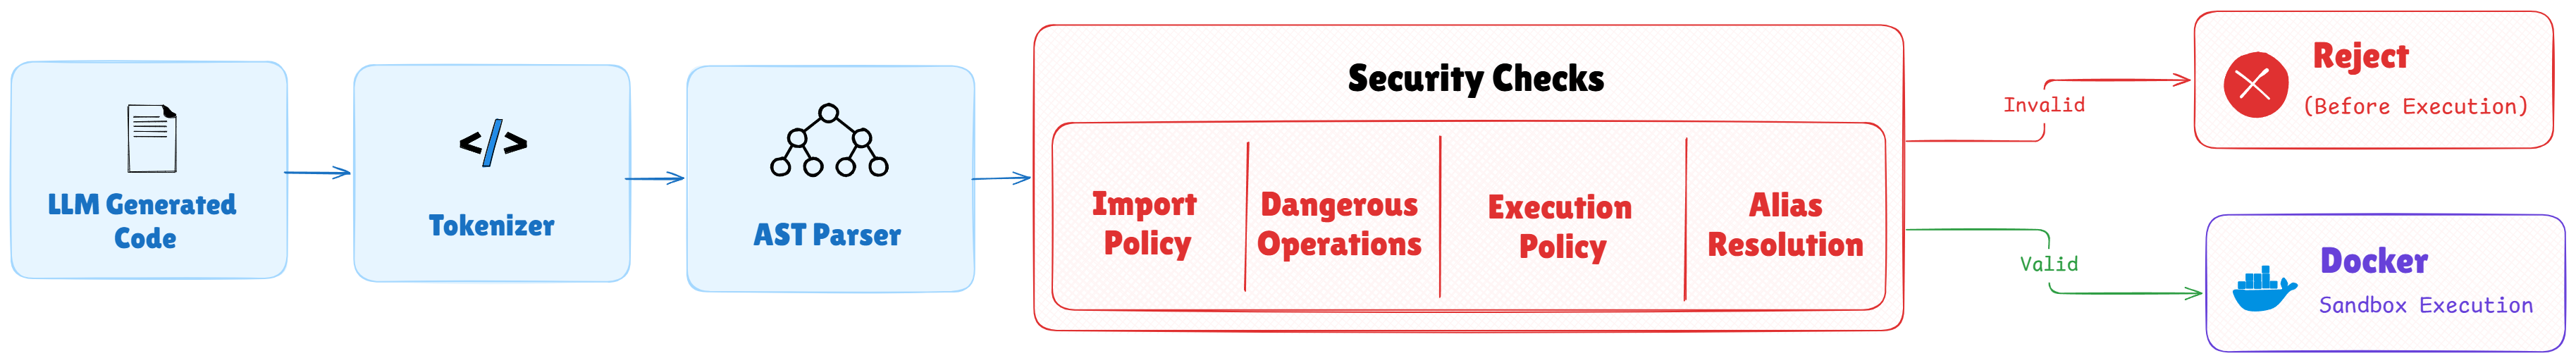 LLM Generated
Code
</>
Tokenizer
AST Parser
Security Checks
Import
Policy
Dangerous
Operations
Execution
Policy
Alias
Resolution
Invalid
Valid
Reject
(Before Execution)
Docker
Sandbox Execution